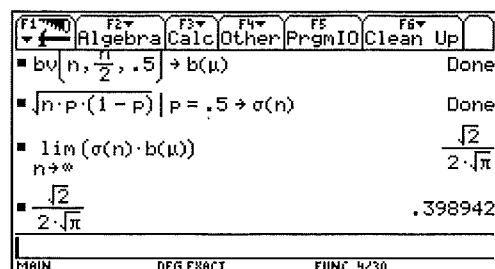 F1 F2 F3 F4 F5 F6
Algebra Calc Other PrgmIO Clean Up
bv(n, n/2, .5) → b(μ) Done
√(n·p·(1 - p)) | p = .5 → σ(n) Done
lim n→∞ (σ(n)·b(μ)) √2/(2·√π)
√2/(2·√π) .398942
MAIN DEG EXACT FUNC 4/30